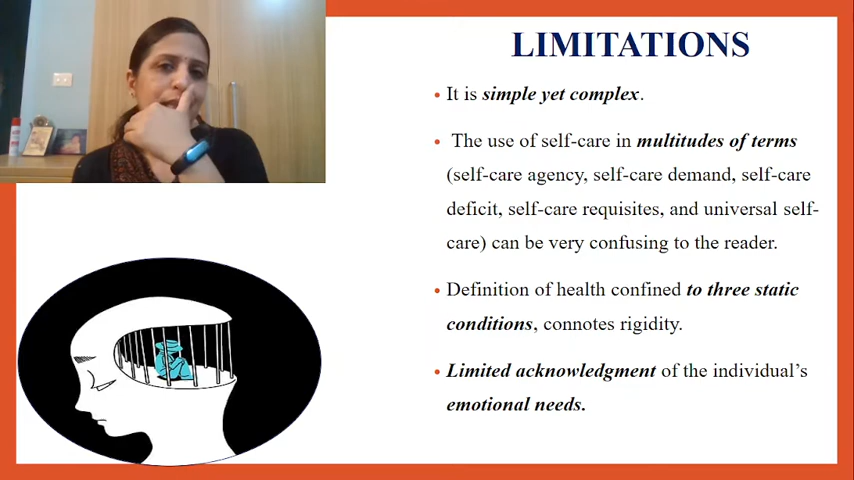 LIMITATIONS
• It is simple yet complex.
• The use of self-care in multitudes of terms
(self-care agency, self-care demand, self-care
deficit, self-care requisites, and universal self-
care) can be very confusing to the reader.
• Definition of health confined to three static
conditions, connotes rigidity.
• Limited acknowledgment of the individual’s
emotional needs.